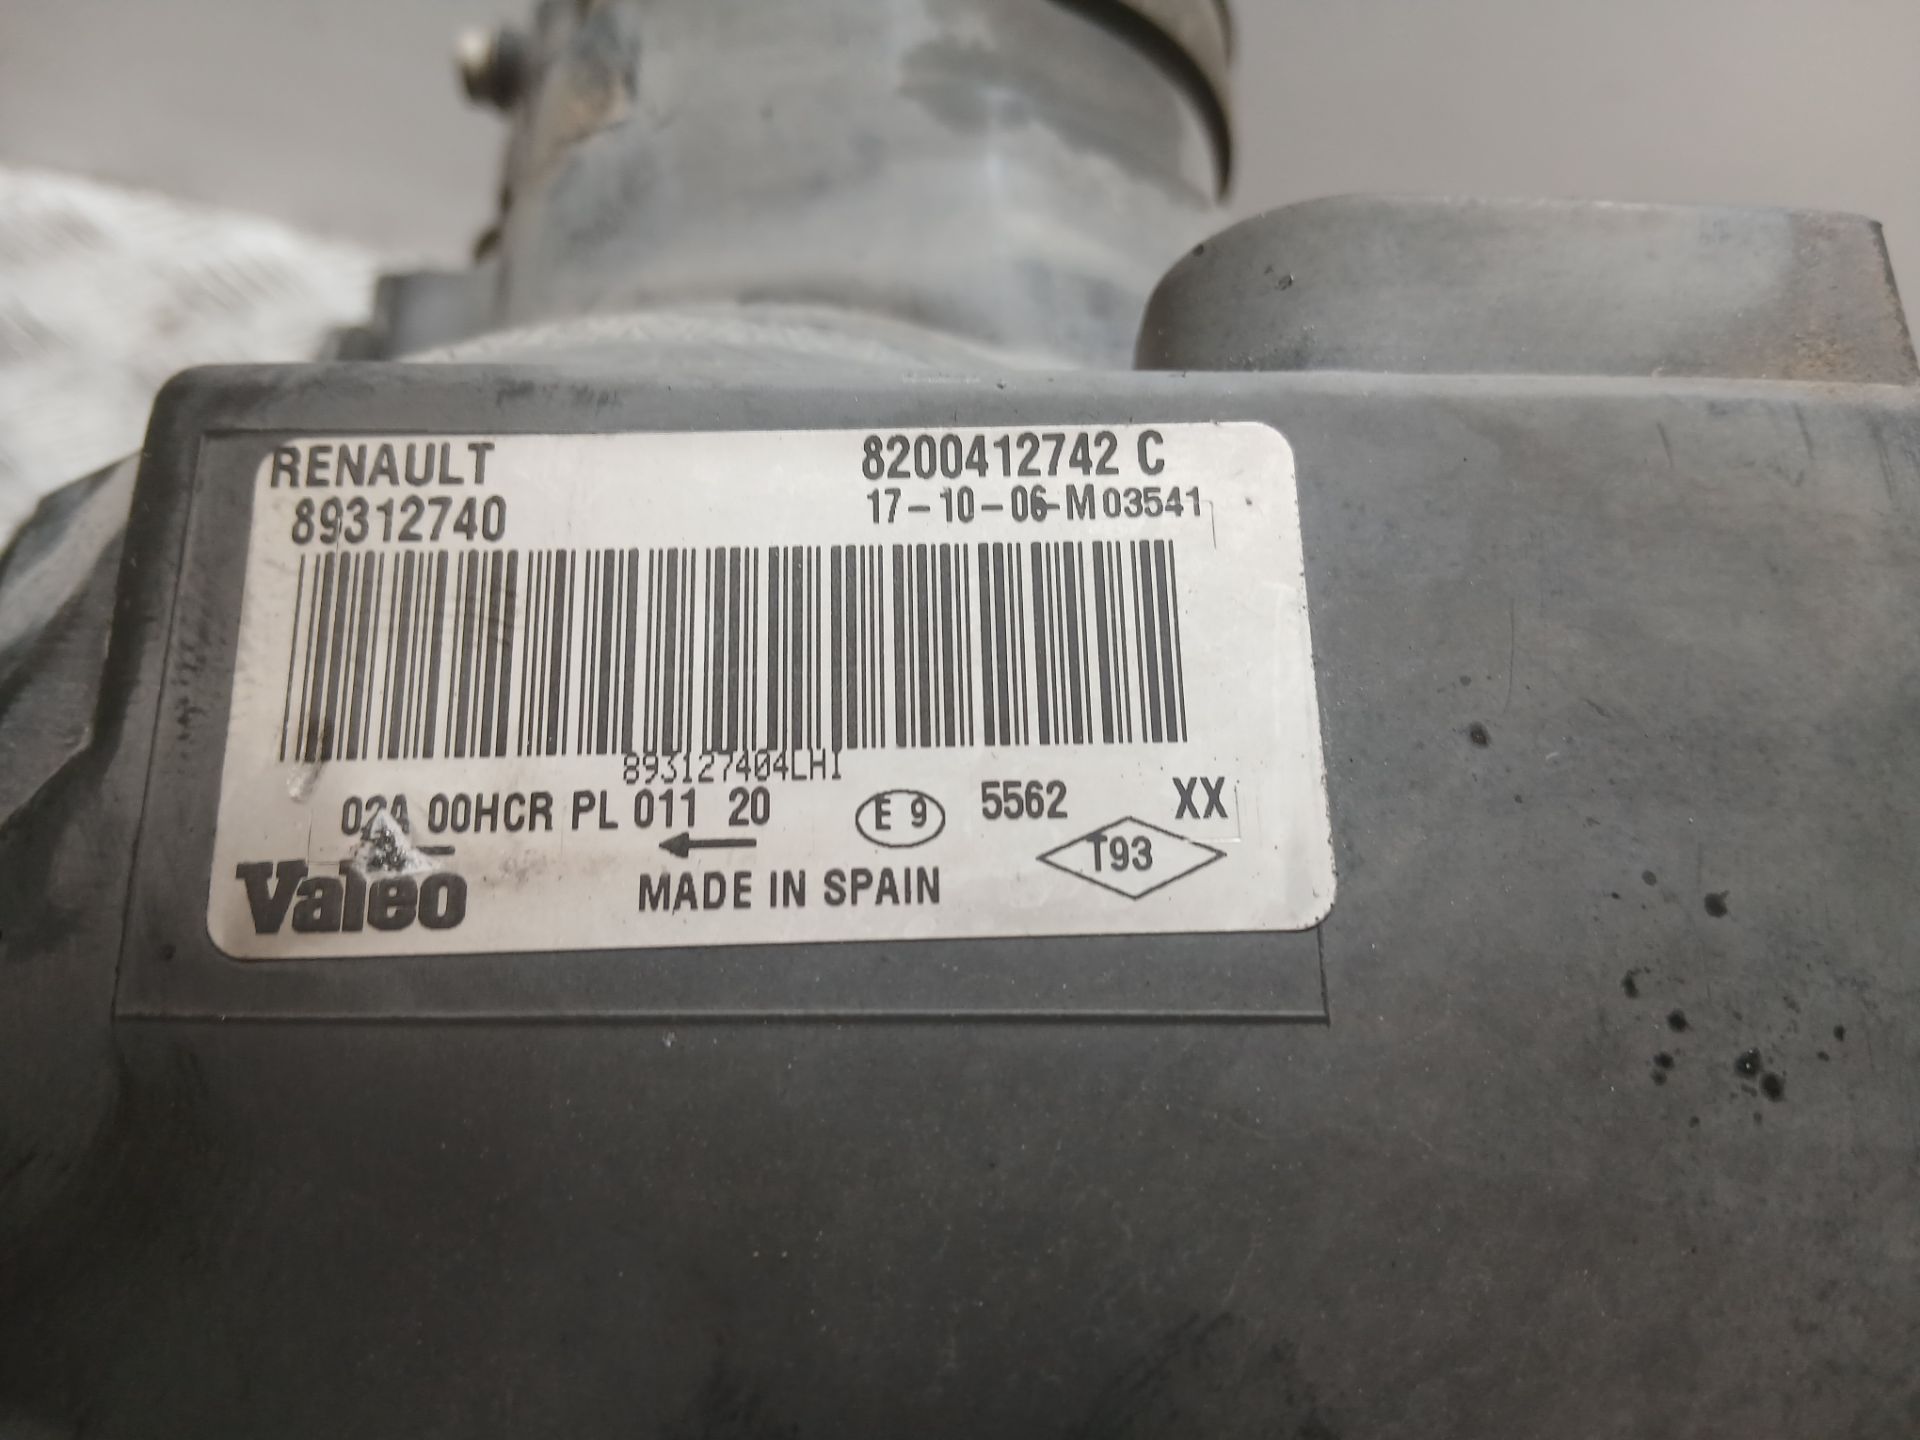 RENAULT 8200412742 C
89312740 17-10-06-M03541
893127404LHI
02A 00HCR PL 011 20 E 9 5562 XX
T93
Valeo MADE IN SPAIN